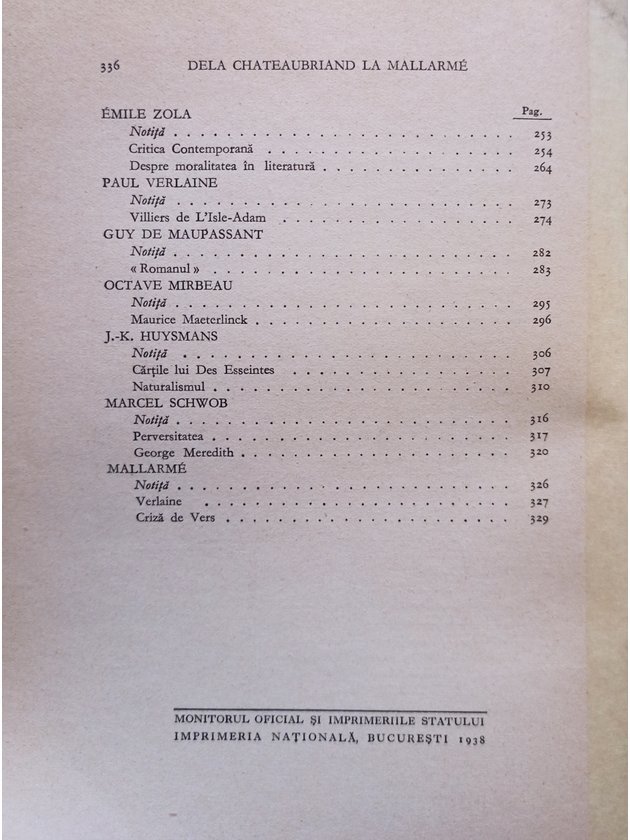 336 DELA CHATEAUBRIAND LA MALLARMÉ
Pag.
ÉMILE ZOLA
Notiță . . . . . . . . . . . . . . . . . . . 253
Critica Contemporană . . . . . . . . . . . . . 254
Despre moralitatea în literatură . . . . . . . . . . 264
PAUL VERLAINE
Notiță . . . . . . . . . . . . . . . . . . . 273
Villiers de L'Isle-Adam . . . . . . . . . . . . 274
GUY DE MAUPASSANT
Notiță . . . . . . . . . . . . . . . . . . . 282
« Romanul » . . . . . . . . . . . . . . . . 283
OCTAVE MIRBEAU
Notiță . . . . . . . . . . . . . . . . . . . 295
Maurice Maeterlinck . . . . . . . . . . . . . . 296
J.-K. HUYSMANS
Notiță . . . . . . . . . . . . . . . . . . 306
Cărțile lui Des Esseintes . . . . . . . . . . . . 307
Naturalismul . . . . . . . . . . . . . . . . 310
MARCEL SCHWOB
Notiță . . . . . . . . . . . . . . . . . . . 316
Perversitatea . . . . . . . . . . . . . . . . 317
George Meredith . . . . . . . . . . . . . . . 320
MALLARMÉ
Notiță . . . . . . . . . . . . . . . . . . 326
Verlaine . . . . . . . . . . . . . . . . . 327
Criză de Vers . . . . . . . . . . . . . . . . 329
MONITORUL OFICIAL ȘI IMPRIMERIILE STATULUI
IMPRIMERIA NAȚIONALĂ, BUCUREȘTI 1938